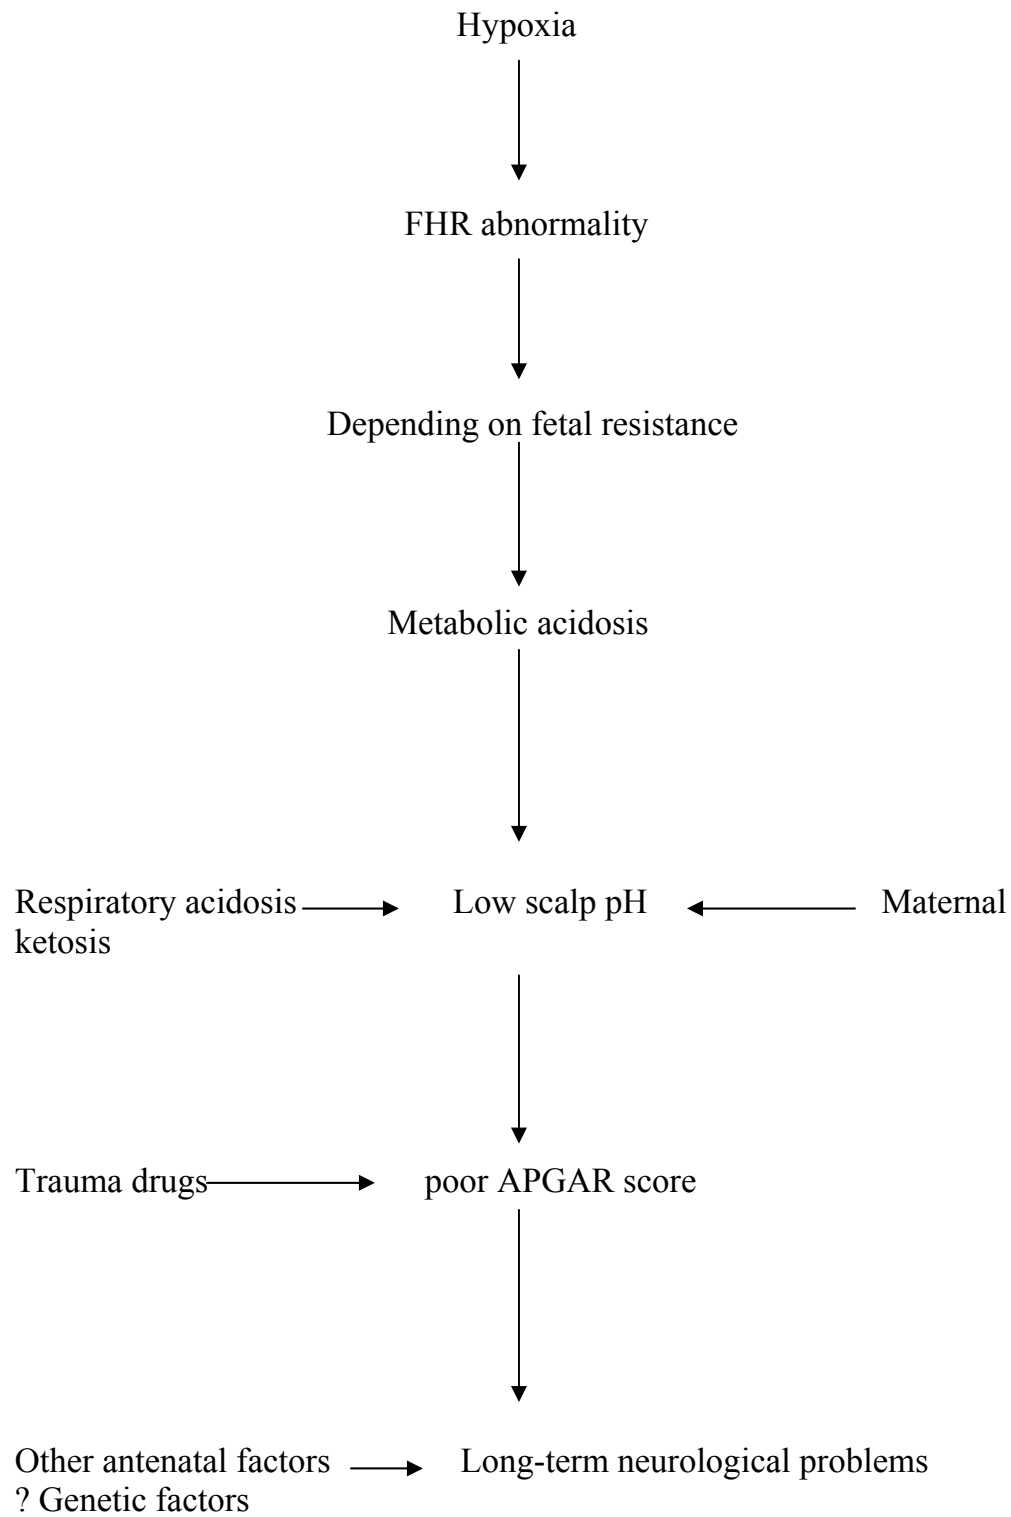 Hypoxia
FHR abnormality
Depending on fetal resistance
Metabolic acidosis
Respiratory acidosis Low scalp pH Maternal
ketosis
Trauma drugs poor APGAR score
Other antenatal factors Long-term neurological problems
? Genetic factors